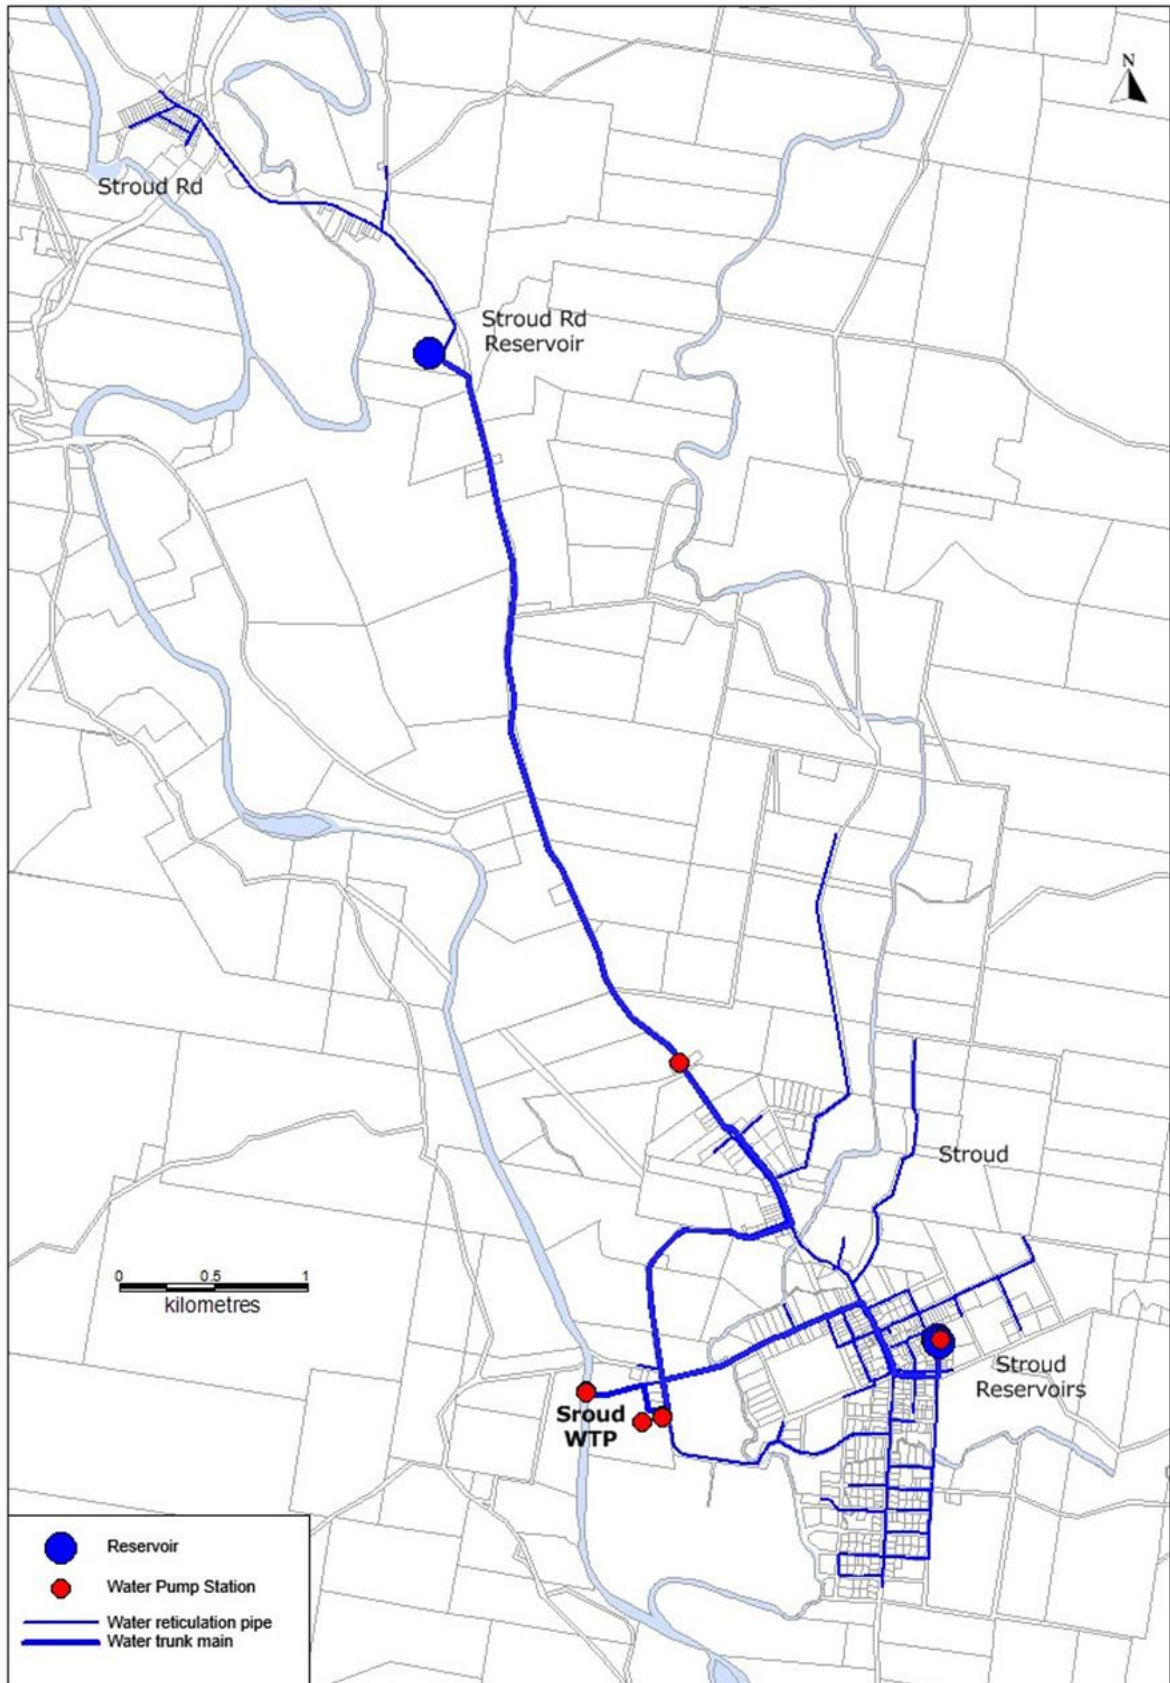 N
Stroud Rd
Stroud Rd
Reservoir
Stroud
0 0.5 1
kilometres
Stroud
Reservoirs
Sroud
WTP
Reservoir
Water Pump Station
Water reticulation pipe
Water trunk main